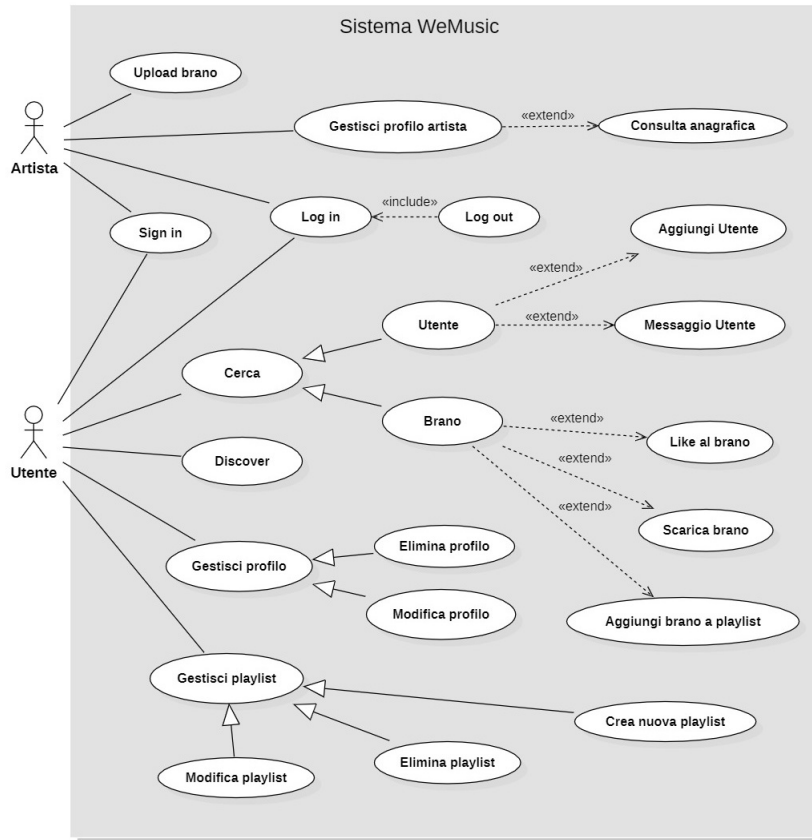 Sistema WeMusic
Upload brano
Gestisci profilo artista
«extend»
Consulta anagrafica
Artista
Sign in
Log in
«include»
Log out
Aggiungi Utente
«extend»
Utente
«extend»
Messaggio Utente
Cerca
Brano
«extend»
Like al brano
Utente
Discover
«extend»
Scarica brano
«extend»
Gestisci profilo
Elimina profilo
Modifica profilo
Aggiungi brano a playlist
Gestisci playlist
Crea nuova playlist
Modifica playlist
Elimina playlist